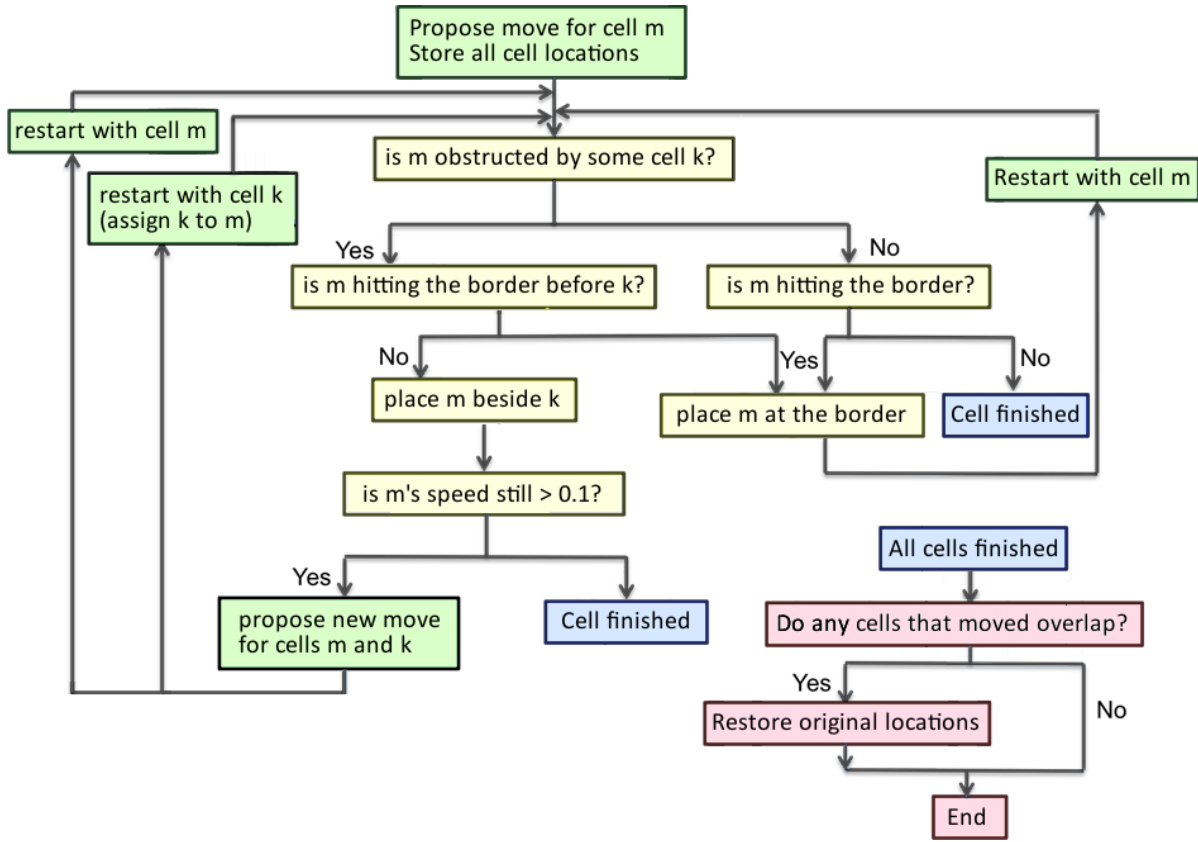 Propose move for cell m
Store all cell locations
restart with cell m
is m obstructed by some cell k?
Restart with cell m
restart with cell k
(assign k to m)
Yes
No
is m hitting the border before k?
is m hitting the border?
No
Yes
No
place m beside k
place m at the border
Cell finished
is m's speed still > 0.1?
All cells finished
Yes
propose new move
for cells m and k
Cell finished
Do any cells that moved overlap?
Yes
No
Restore original locations
End